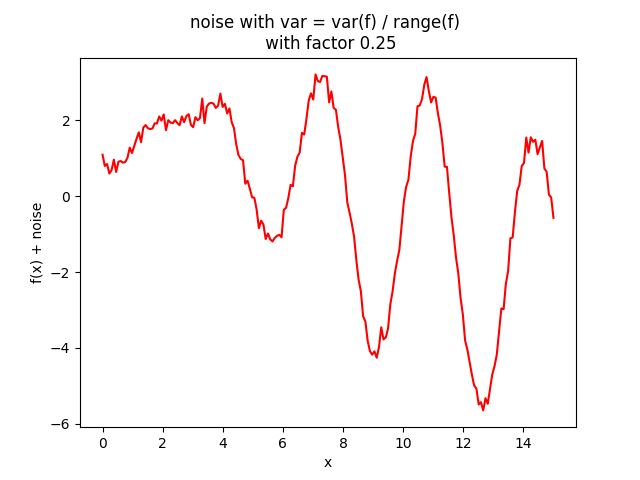 noise with var = var(f) / range(f)
with factor 0.25
f(x) + noise
2
0
−2
−4
−6
0 2 4 6 8 10 12 14
x